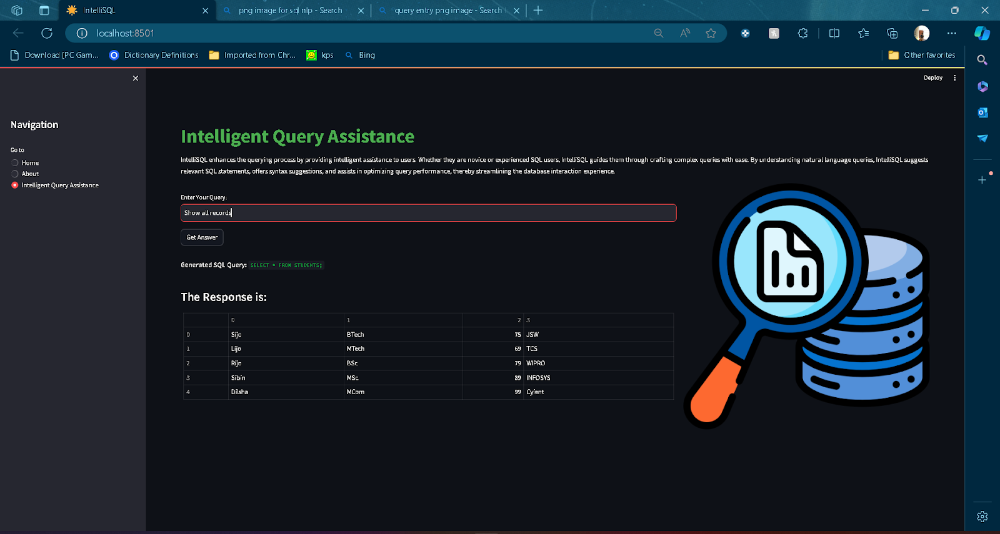 IntelliSQL
png image for sql nlp - Search
query entry png image - Search
localhost:8501
Download [PC Gam...
Dictionary Definitions
Imported from Chr...
kps
Bing
Other favorites
Deploy
Navigation
Go to
Home
About
Intelligent Query Assistance
Intelligent Query Assistance
IntelliSQL enhances the querying process by providing intelligent assistance to users. Whether they are novice or experienced SQL users, IntelliSQL guides them through crafting complex queries with ease. By understanding natural language queries, IntelliSQL suggests
relevant SQL statements, offers syntax suggestions, and assists in optimizing query performance, thereby streamlining the database interaction experience.
Enter Your Query:
Show all records
Get Answer
Generated SQL Query: SELECT * FROM STUDENTS;
The Response is:
0 1 2 3
0 Sijo BTech 75 JSW
1 Lijo MTech 69 TCS
2 Rijo BSc 79 WIPRO
3 Sibin MSc 89 INFOSYS
4 Dilsha MCom 99 Cyient